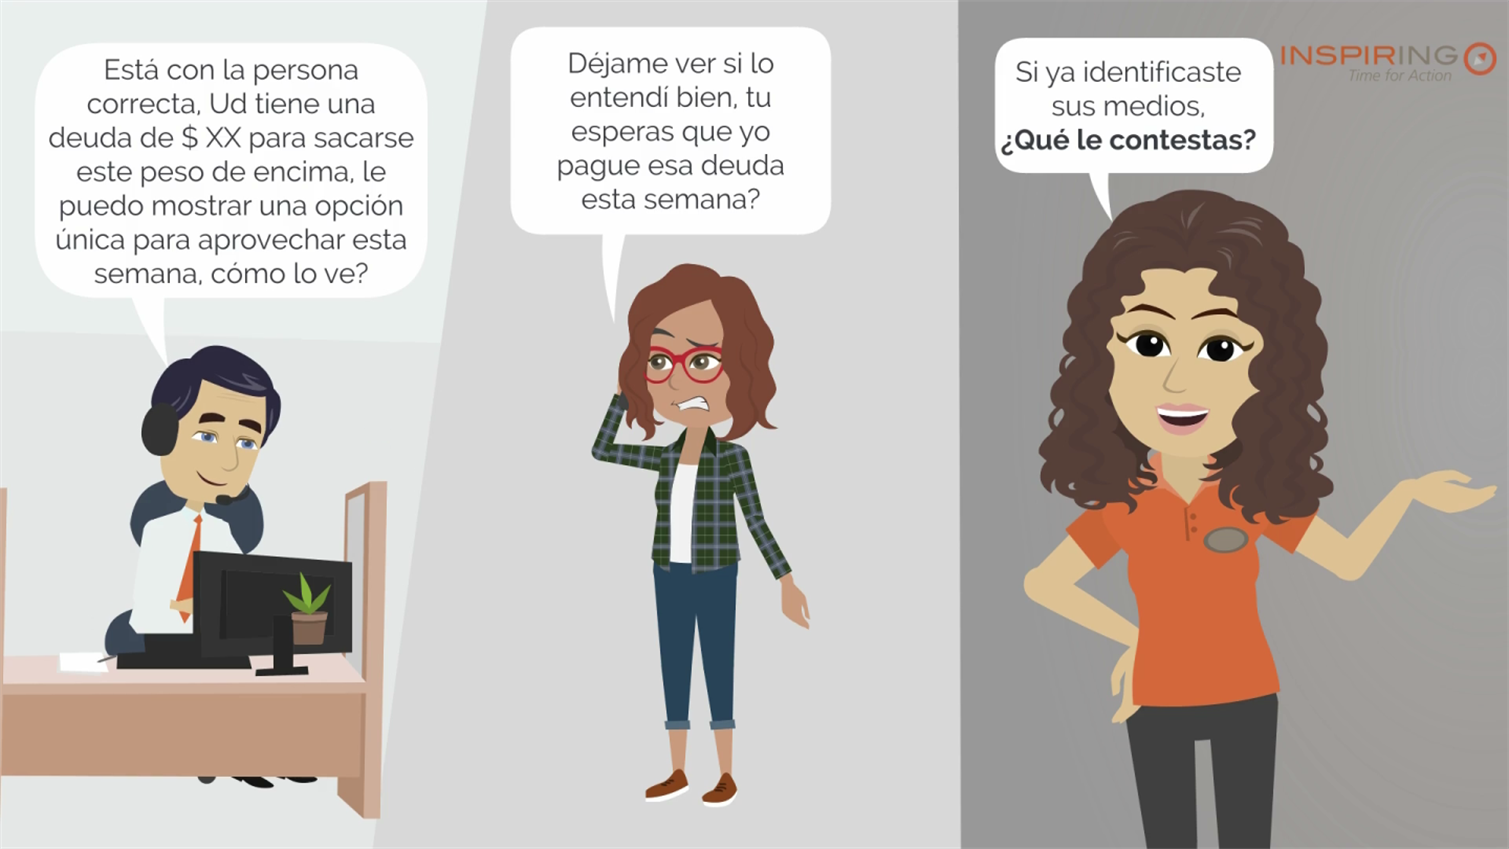 Está con la persona
correcta, Ud tiene una
deuda de $ XX para sacarse
este peso de encima, le
puedo mostrar una opción
única para aprovechar esta
semana, cómo lo ve?
Déjame ver si lo
entendí bien, tu
esperas que yo
pague esa deuda
esta semana?
Si ya identificaste
sus medios,
¿Qué le contestas?
INSPIRING
Time for Action